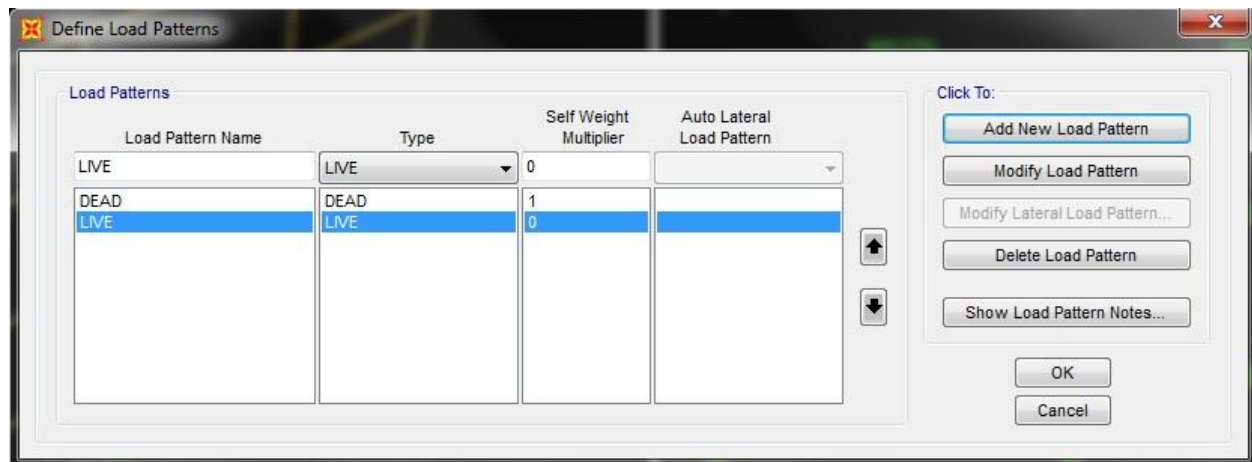 Define Load Patterns
Load Patterns
Load Pattern Name
Type
Self Weight
Multiplier
Auto Lateral
Load Pattern
LIVE
LIVE
0
DEAD
DEAD
1
LIVE
LIVE
0
Click To:
Add New Load Pattern
Modify Load Pattern
Modify Lateral Load Pattern...
Delete Load Pattern
Show Load Pattern Notes...
OK
Cancel